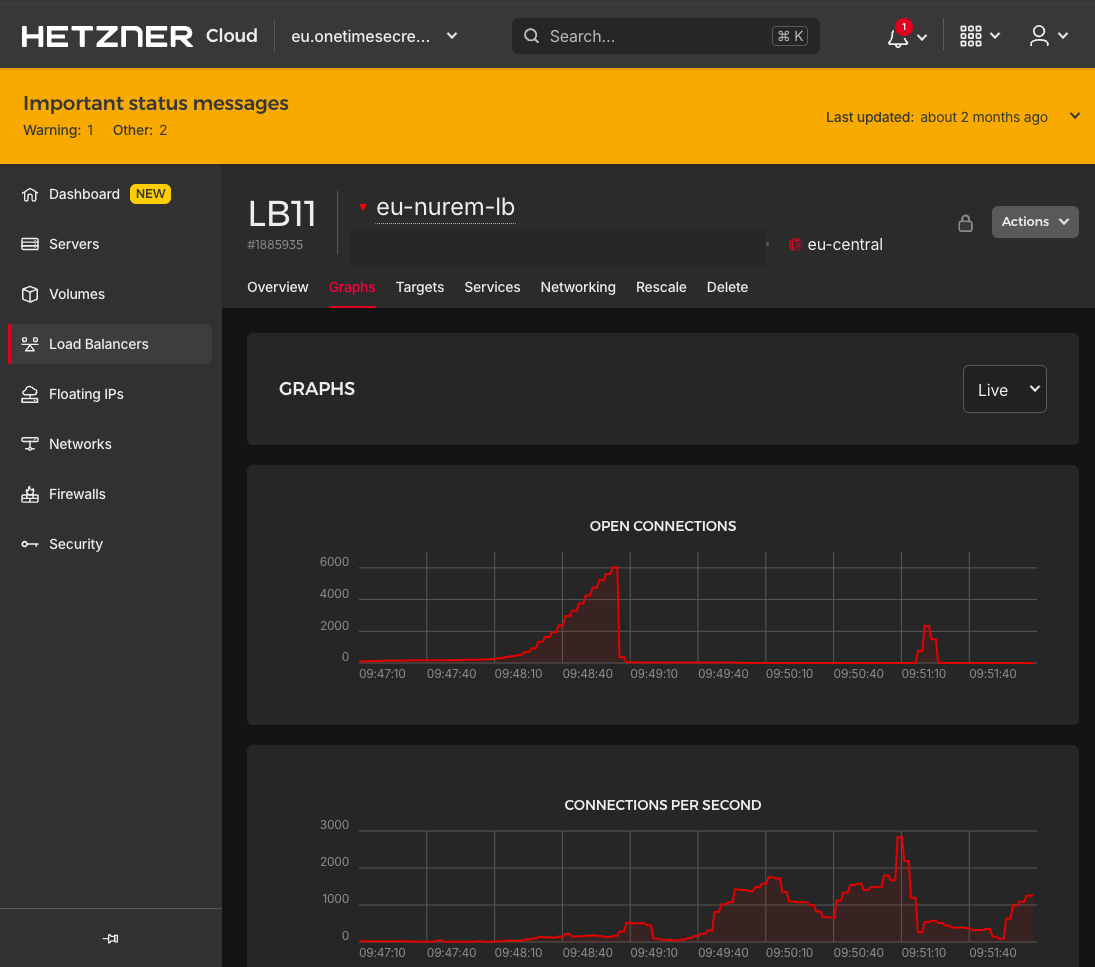 HETZNER Cloud eu.onetimesecre... Search... ⌘ K 1
Important status messages
Warning: 1 Other: 2
Last updated: about 2 months ago
Dashboard NEW
Servers
Volumes
Load Balancers
Floating IPs
Networks
Firewalls
Security
LB11
#1885935
eu-nurem-lb
eu-central
Actions
Overview Graphs Targets Services Networking Rescale Delete
GRAPHS
Live
OPEN CONNECTIONS
6000
4000
2000
0
09:47:10 09:47:40 09:48:10 09:48:40 09:49:10 09:49:40 09:50:10 09:50:40 09:51:10 09:51:40
CONNECTIONS PER SECOND
3000
2000
1000
0
09:47:10 09:47:40 09:48:10 09:48:40 09:49:10 09:49:40 09:50:10 09:50:40 09:51:10 09:51:40